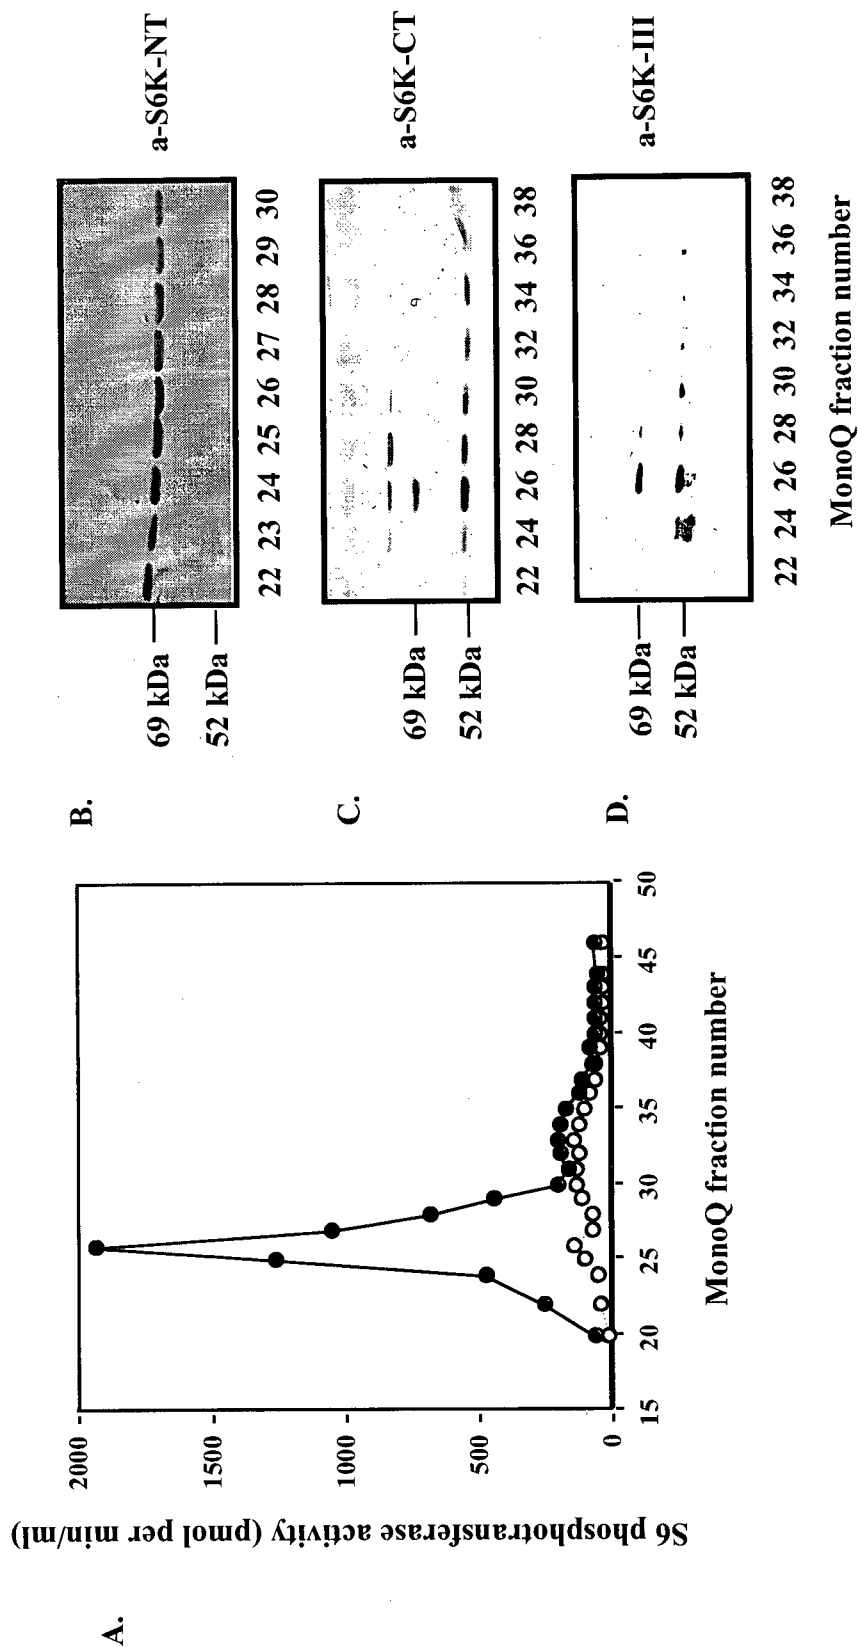 A.
S6 phosphotransferase activity (pmol per min/ml)
2000
1500
1000
500
0
15 20 25 30 35 40 45 50
MonoQ fraction number
B.
69 kDa
52 kDa
22 23 24 25 26 27 28 29 30
a-S6K-NT
C.
69 kDa
52 kDa
22 24 26 28 30 32 34 36 38
a-S6K-CT
D.
69 kDa
52 kDa
22 24 26 28 30 32 34 36 38
a-S6K-III
MonoQ fraction number